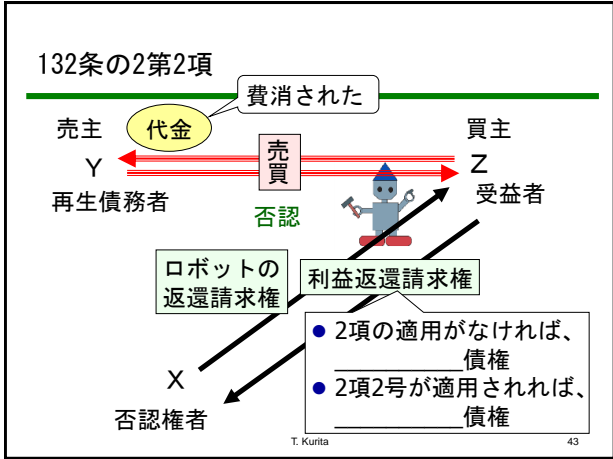 132条の2第2項
費消された
代金
売主
買主
売
買
Y
Z
再生債務者
受益者
否認
ロボットの
返還請求権
利益返還請求権
● 2項の適用がなければ、
__________債権
● 2項2号が適用されれば、
__________債権
X
否認権者
T. Kurita
43